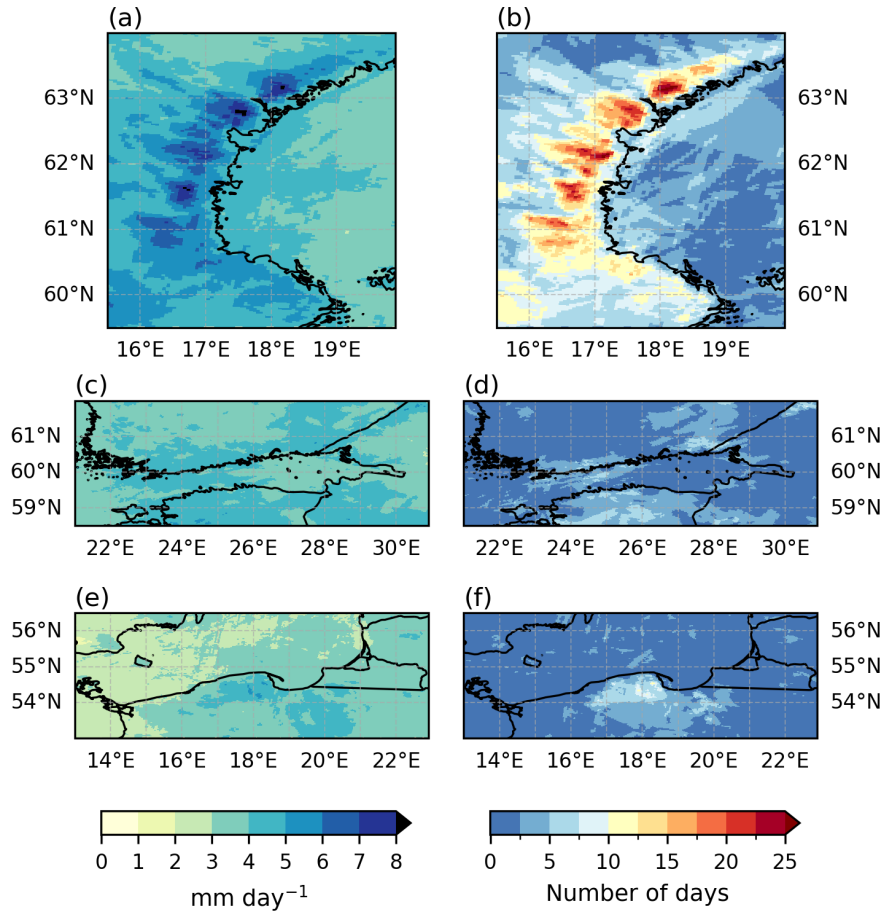 (a)
(b)
63°N
62°N
61°N
60°N
63°N
62°N
61°N
60°N
16°E 17°E 18°E 19°E
16°E 17°E 18°E 19°E
(c)
(d)
61°N
60°N
59°N
61°N
60°N
59°N
22°E 24°E 26°E 28°E 30°E
22°E 24°E 26°E 28°E 30°E
(e)
(f)
56°N
55°N
54°N
56°N
55°N
54°N
14°E 16°E 18°E 20°E 22°E
14°E 16°E 18°E 20°E 22°E
0 1 2 3 4 5 6 7 8
mm day⁻¹
0 5 10 15 20 25
Number of days